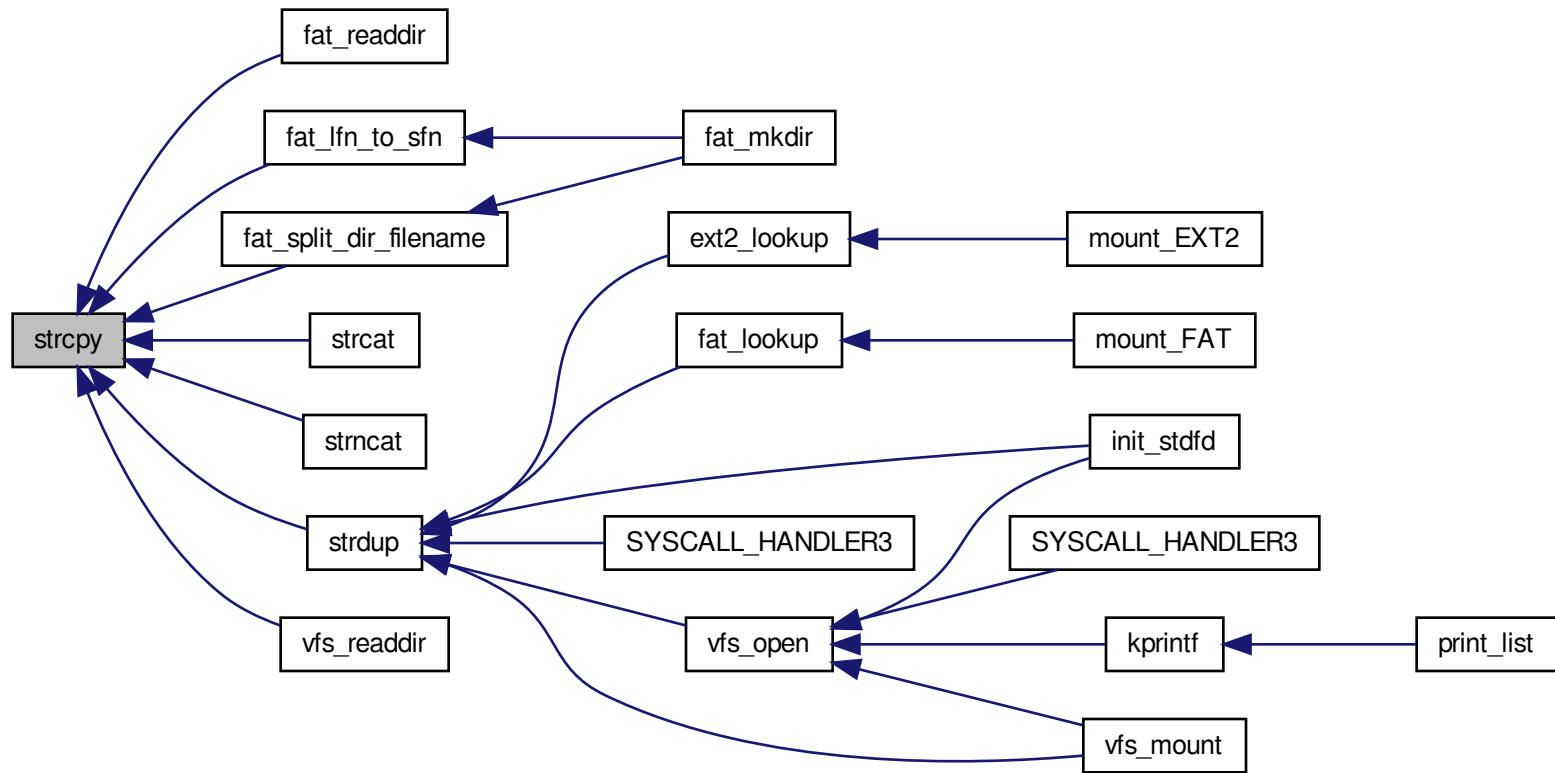 fat_readdir
fat_lfn_to_sfn
fat_mkdir
fat_split_dir_filename
ext2_lookup
mount_EXT2
strcpy
strcat
fat_lookup
mount_FAT
strncat
init_stdfd
strdup
SYSCALL_HANDLER3
SYSCALL_HANDLER3
vfs_readdir
vfs_open
kprintf
print_list
vfs_mount